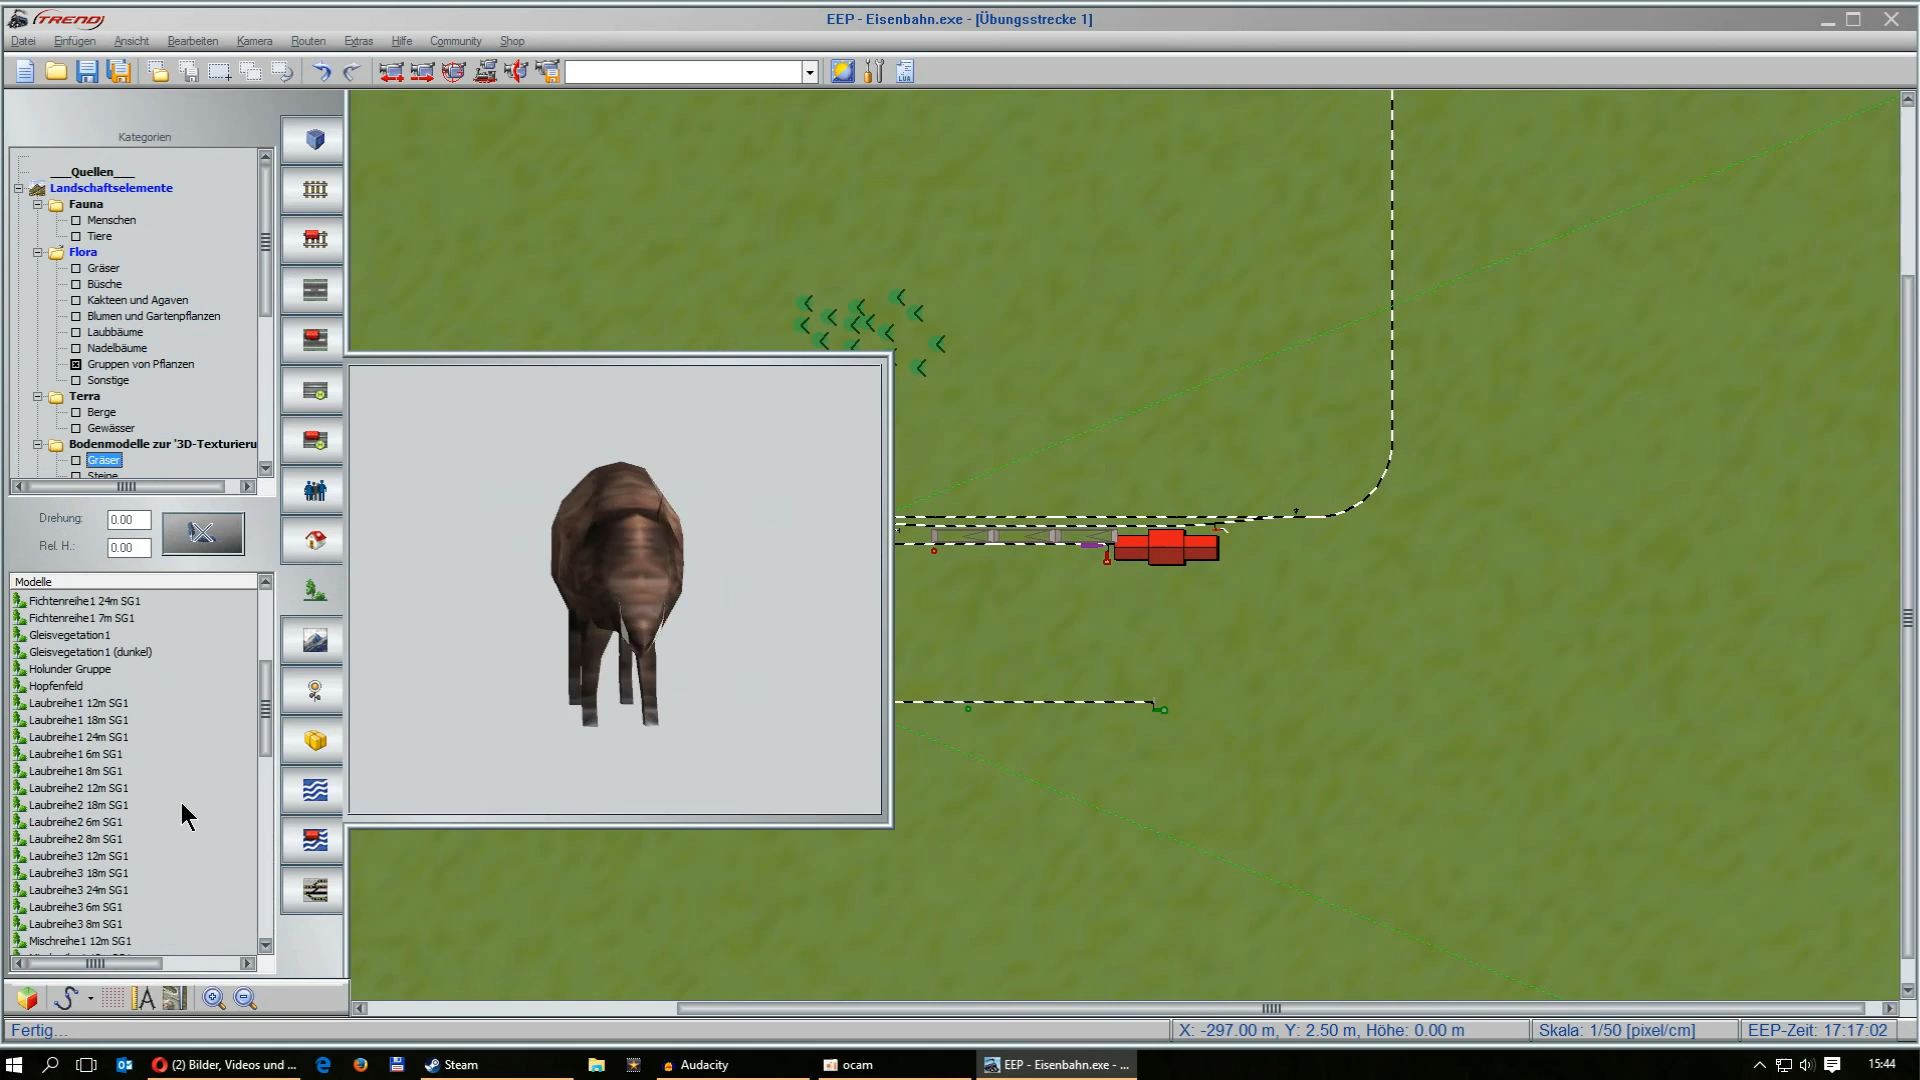 TREND
EEP - Eisenbahn.exe - [Übungsstrecke 1]
Datei Einfügen Ansicht Bearbeiten Kamera Routen Extras Hilfe Community Shop
LUA
Kategorien
___Quellen___
Landschaftselemente
Fauna
Menschen
Tiere
Flora
Gräser
Büsche
Kakteen und Agaven
Blumen und Gartenpflanzen
Laubbäume
Nadelbäume
Gruppen von Pflanzen
Sonstige
Terra
Berge
Gewässer
Bodenmodelle zur '3D-Texturieru
Gräser
Steine
Drehung: 0.00
Rel. H.: 0.00
Modelle
Fichtenreihe1 24m SG1
Fichtenreihe1 7m SG1
Gleisvegetation1
Gleisvegetation1 (dunkel)
Holunder Gruppe
Hopfenfeld
Laubreihe1 12m SG1
Laubreihe1 18m SG1
Laubreihe1 24m SG1
Laubreihe1 6m SG1
Laubreihe1 8m SG1
Laubreihe2 12m SG1
Laubreihe2 18m SG1
Laubreihe2 6m SG1
Laubreihe2 8m SG1
Laubreihe3 12m SG1
Laubreihe3 18m SG1
Laubreihe3 24m SG1
Laubreihe3 6m SG1
Laubreihe3 8m SG1
Mischreihe1 12m SG1
Fertig...
X: -297.00 m, Y: 2.50 m, Höhe: 0.00 m
Skala: 1/50 [pixel/cm]
EEP-Zeit: 17:17:02
(2) Bilder, Videos und ...
Steam
Audacity
ocam
EEP - Eisenbahn.exe - ...
15:44